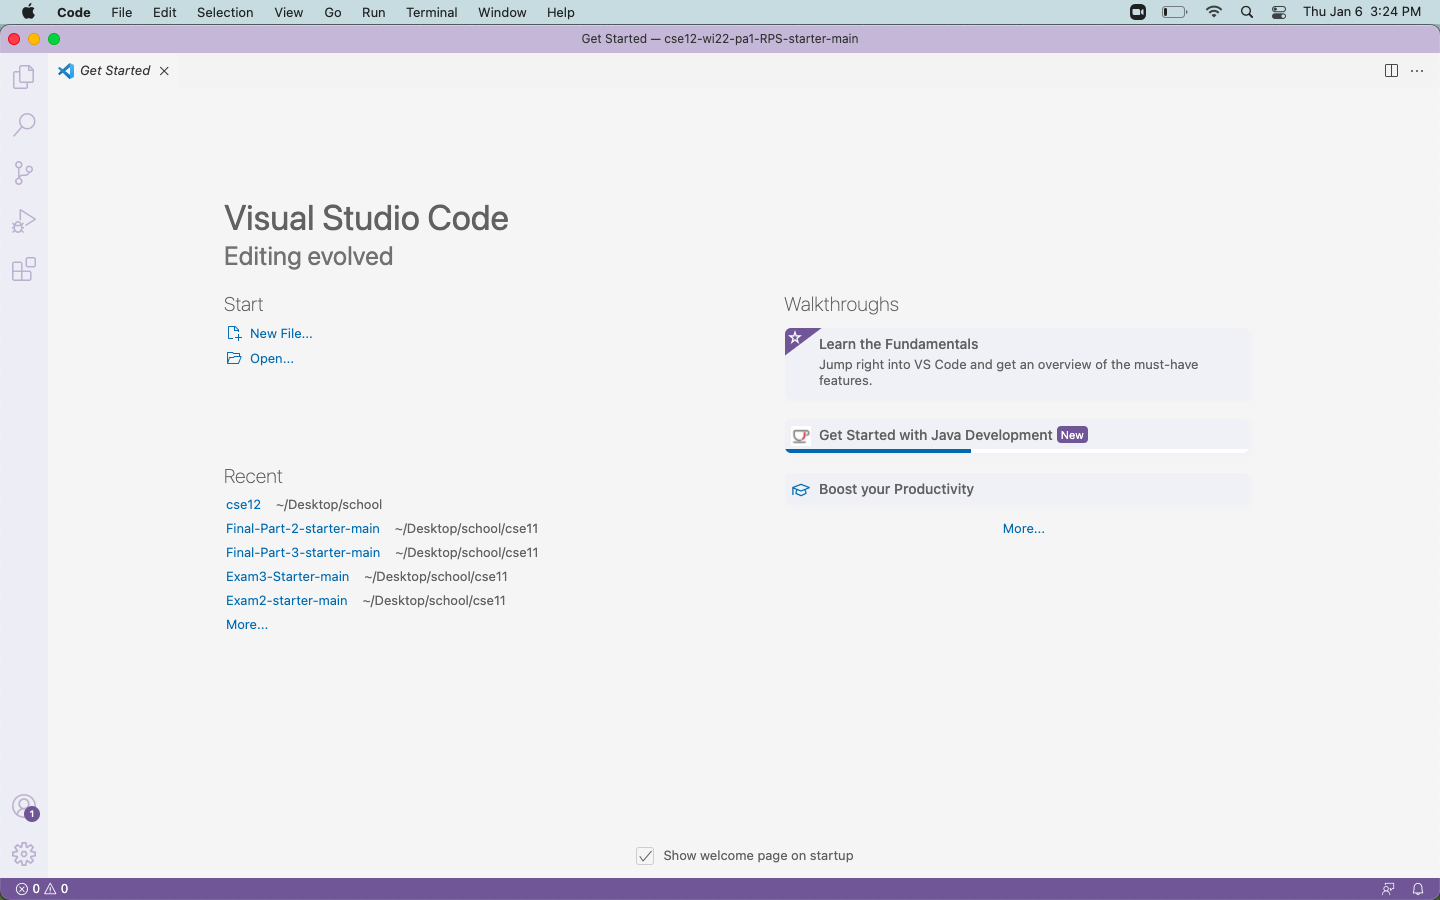 Code File Edit Selection View Go Run Terminal Window Help Thu Jan 6 3:24 PM
Get Started — cse12-wi22-pa1-RPS-starter-main
Get Started
Visual Studio Code
Editing evolved
Start
New File...
Open...
Recent
cse12 ~/Desktop/school
Final-Part-2-starter-main ~/Desktop/school/cse11
Final-Part-3-starter-main ~/Desktop/school/cse11
Exam3-Starter-main ~/Desktop/school/cse11
Exam2-starter-main ~/Desktop/school/cse11
More...
Walkthroughs
Learn the Fundamentals
Jump right into VS Code and get an overview of the must-have
features.
Get Started with Java Development New
Boost your Productivity
More...
1
Show welcome page on startup
0 0